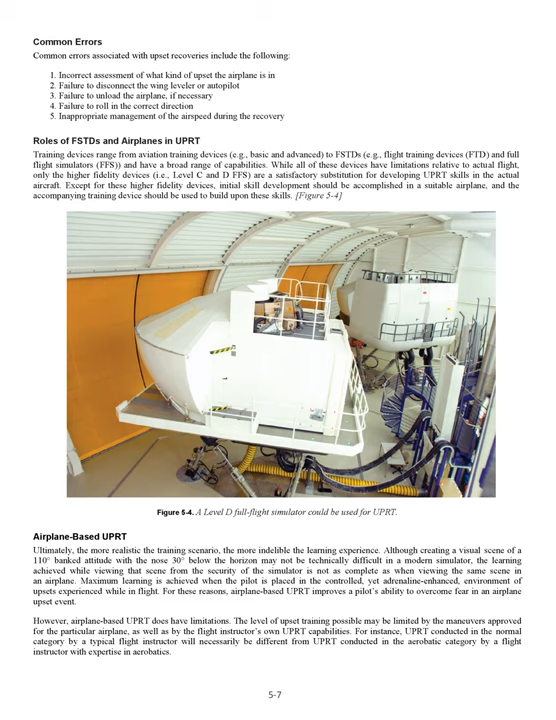 Common Errors
Common errors associated with upset recoveries include the following:
1. Incorrect assessment of what kind of upset the airplane is in
2. Failure to disconnect the wing leveler or autopilot
3. Failure to unload the airplane, if necessary
4. Failure to roll in the correct direction
5. Inappropriate management of the airspeed during the recovery
Roles of FSTDs and Airplanes in UPRT
Training devices range from aviation training devices (e.g., basic and advanced) to FSTDs (e.g., flight training devices (FTD) and full
flight simulators (FFS)) and have a broad range of capabilities. While all of these devices have limitations relative to actual flight,
only the higher fidelity devices (i.e., Level C and D FFS) are a satisfactory substitution for developing UPRT skills in the actual
aircraft. Except for these higher fidelity devices, initial skill development should be accomplished in a suitable airplane, and the
accompanying training device should be used to build upon these skills. [Figure 5-4]
Figure 5-4. A Level D full-flight simulator could be used for UPRT.
Airplane-Based UPRT
Ultimately, the more realistic the training scenario, the more indelible the learning experience. Although creating a visual scene of a
110° banked attitude with the nose 30° below the horizon may not be technically difficult in a modern simulator, the learning
achieved while viewing that scene from the security of the simulator is not as complete as when viewing the same scene in
an airplane. Maximum learning is achieved when the pilot is placed in the controlled, yet adrenaline-enhanced, environment of
upsets experienced while in flight. For these reasons, airplane-based UPRT improves a pilot's ability to overcome fear in an airplane
upset event.
However, airplane-based UPRT does have limitations. The level of upset training possible may be limited by the maneuvers approved
for the particular airplane, as well as by the flight instructor's own UPRT capabilities. For instance, UPRT conducted in the normal
category by a typical flight instructor will necessarily be different from UPRT conducted in the aerobatic category by a flight
instructor with expertise in aerobatics.
5-7